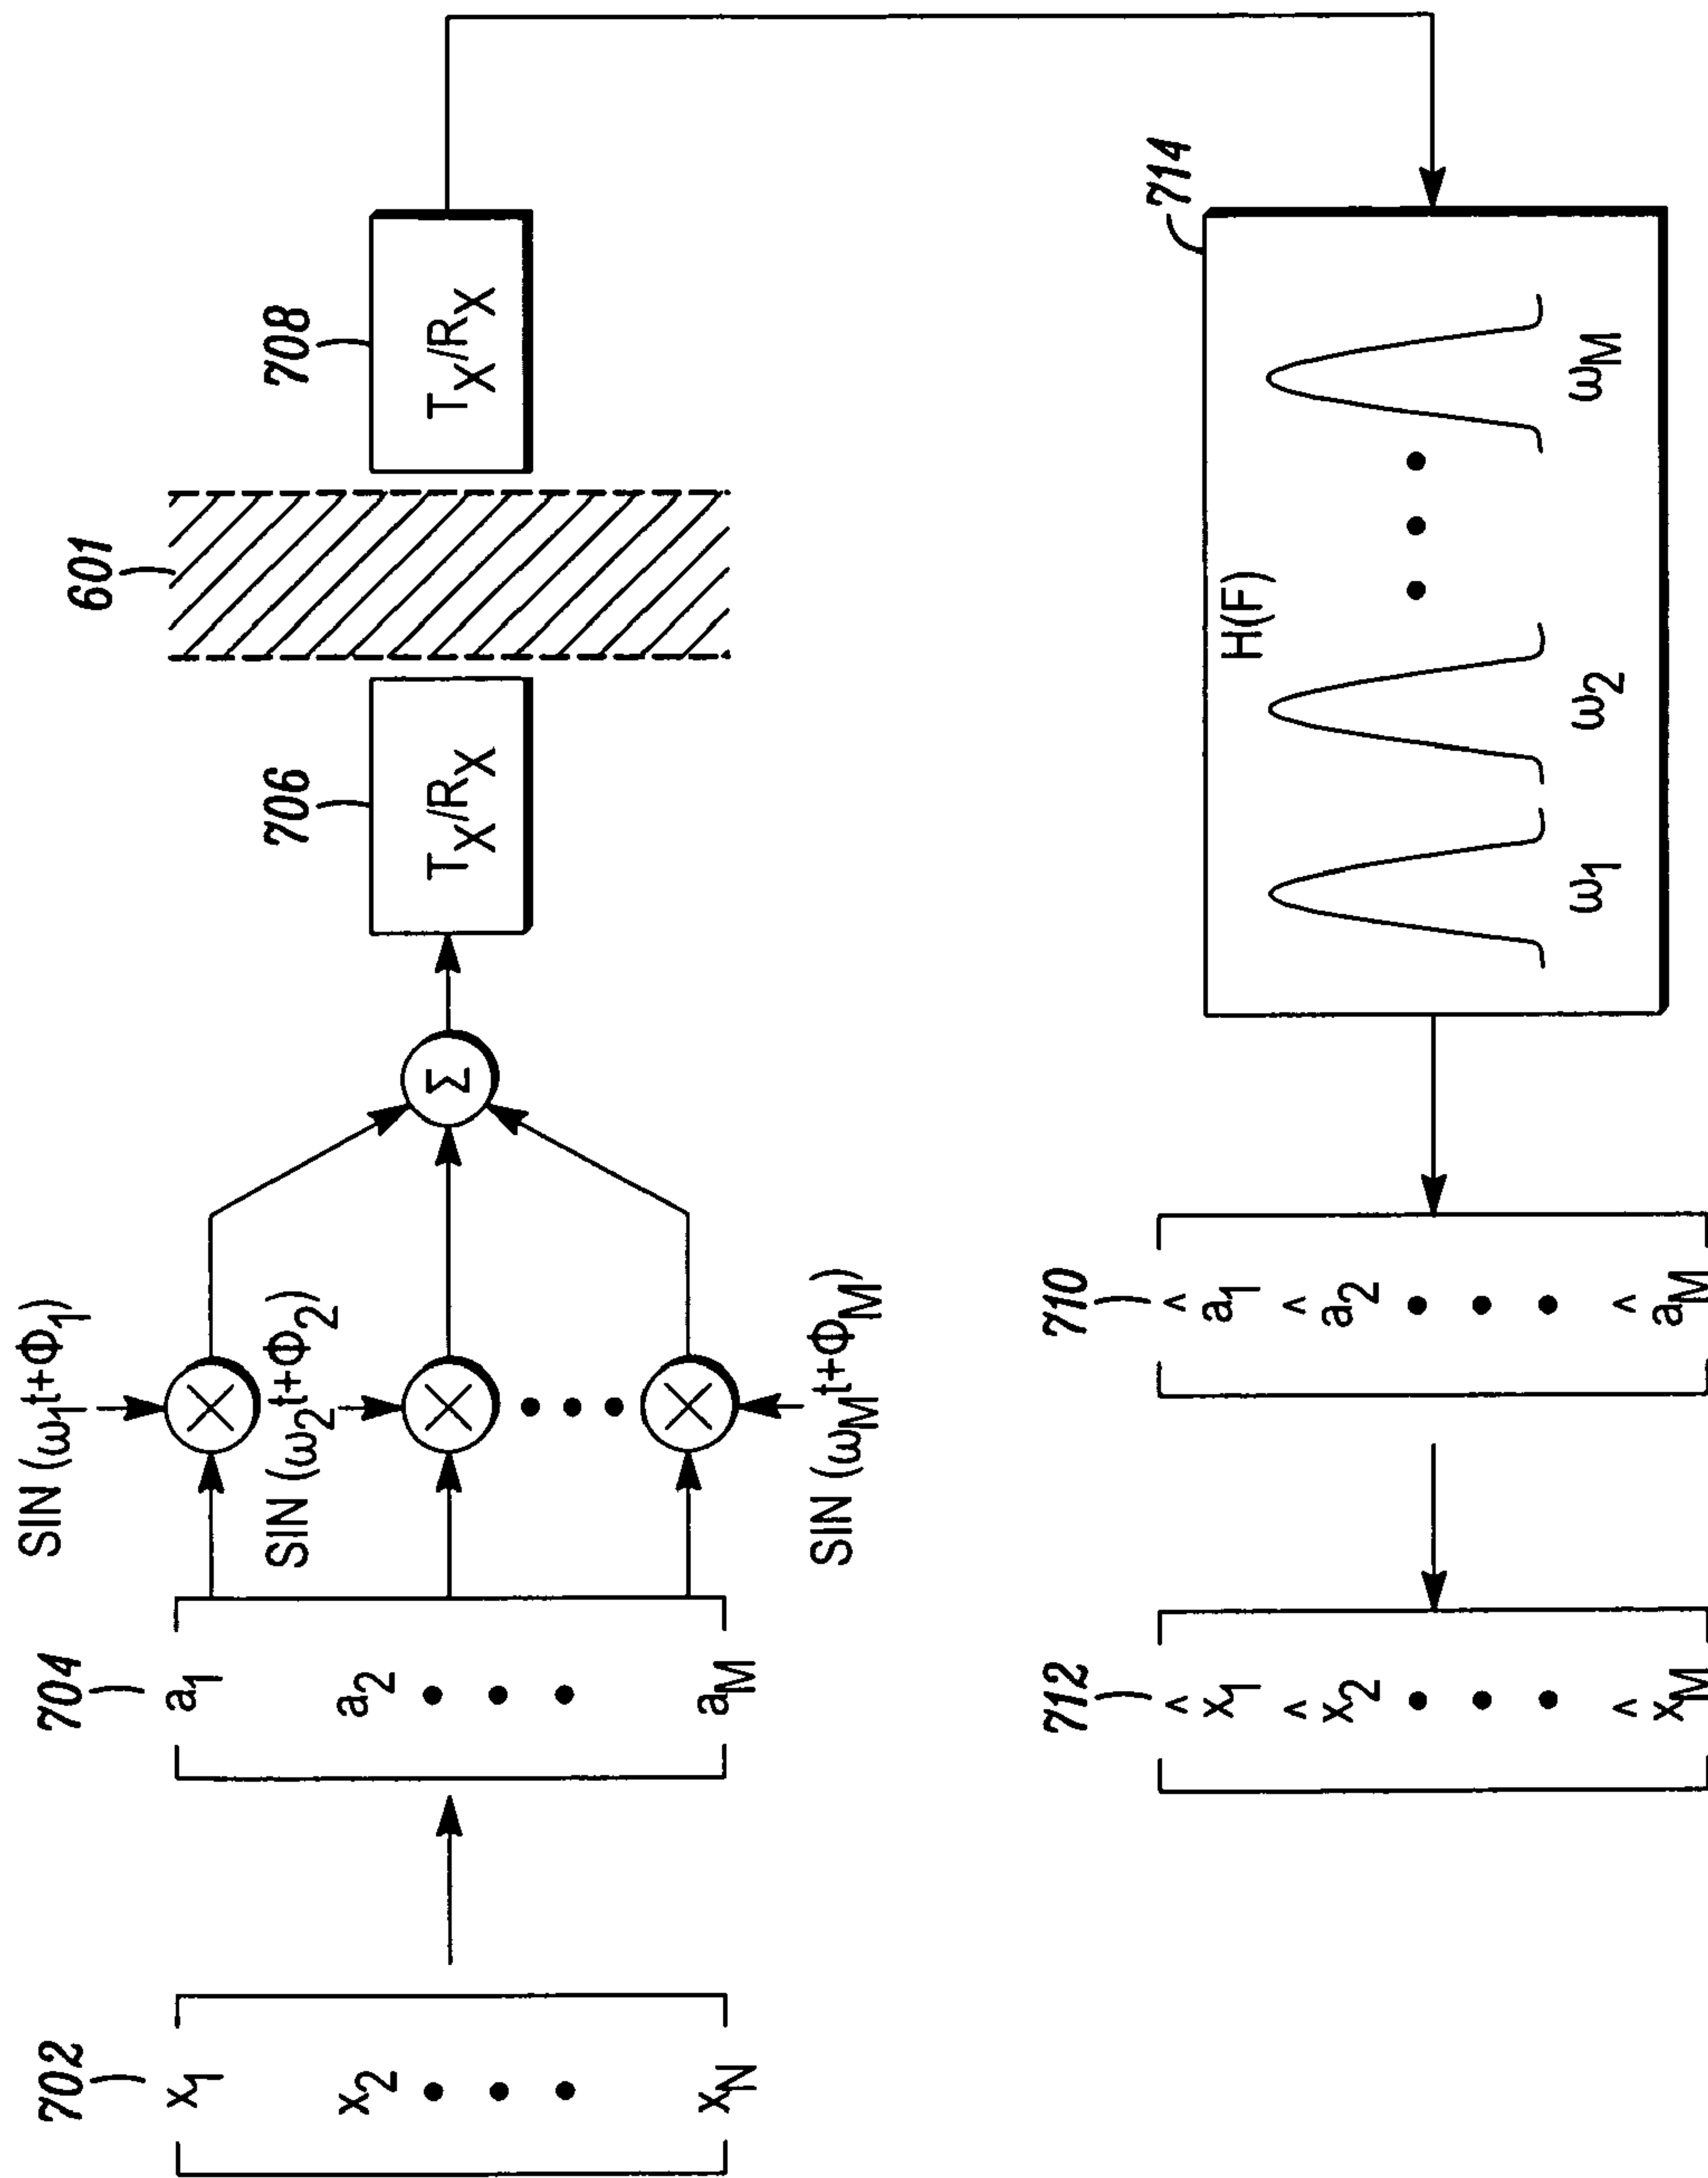 702
x1
x2
• • •
xN
704
a1
a2
• • •
aM
SIN (ω1t+Φ1)
SIN (ω2t+Φ2)
• • •
SIN (ωMt+ΦM)
Σ
706
TX/RX
601
708
TX/RX
712
^x1
^x2
• • •
^xM
710
^a1
^a2
• • •
^aM
714
H(F)
ω1
ω2
• • •
ωM